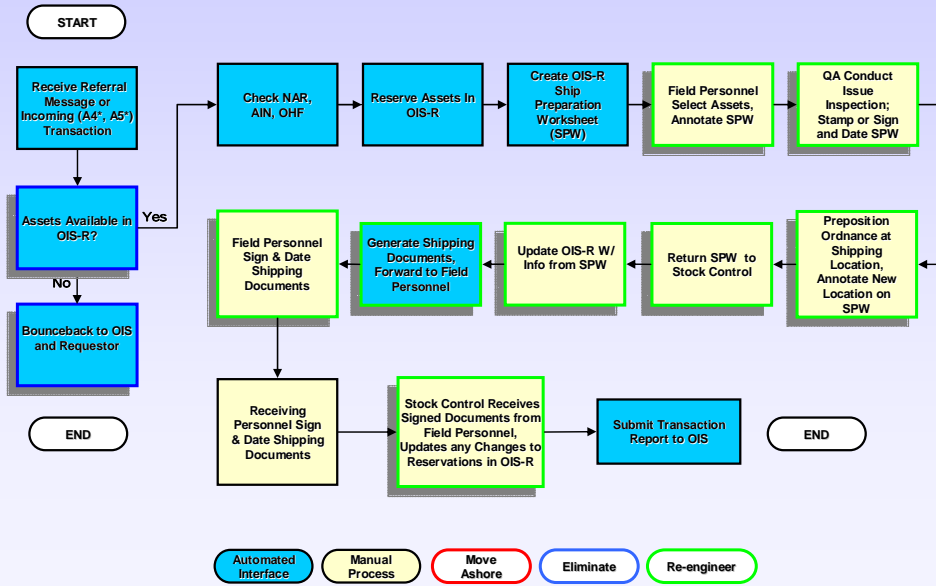 START
Receive Referral
Message or
Incoming (A4*, A5*)
Transaction
Assets Available in
OIS-R?
Yes
No
Bounceback to OIS
and Requestor
END
Check NAR,
AIN, OHF
Reserve Assets In
OIS-R
Create OIS-R
Ship
Preparation
Worksheet
(SPW)
Field Personnel
Select Assets,
Annotate SPW
QA Conduct
Issue
Inspection;
Stamp or Sign
and Date SPW
Preposition
Ordnance at
Shipping
Location,
Annotate New
Location on
SPW
Return SPW to
Stock Control
Update OIS-R W/
Info from SPW
Generate Shipping
Documents,
Forward to Field
Personnel
Field Personnel
Sign & Date
Shipping
Documents
Receiving
Personnel Sign
& Date Shipping
Documents
Stock Control Receives
Signed Documents from
Field Personnel,
Updates any Changes to
Reservations in OIS-R
Submit Transaction
Report to OIS
END
Automated
Interface
Manual
Process
Move
Ashore
Eliminate
Re-engineer